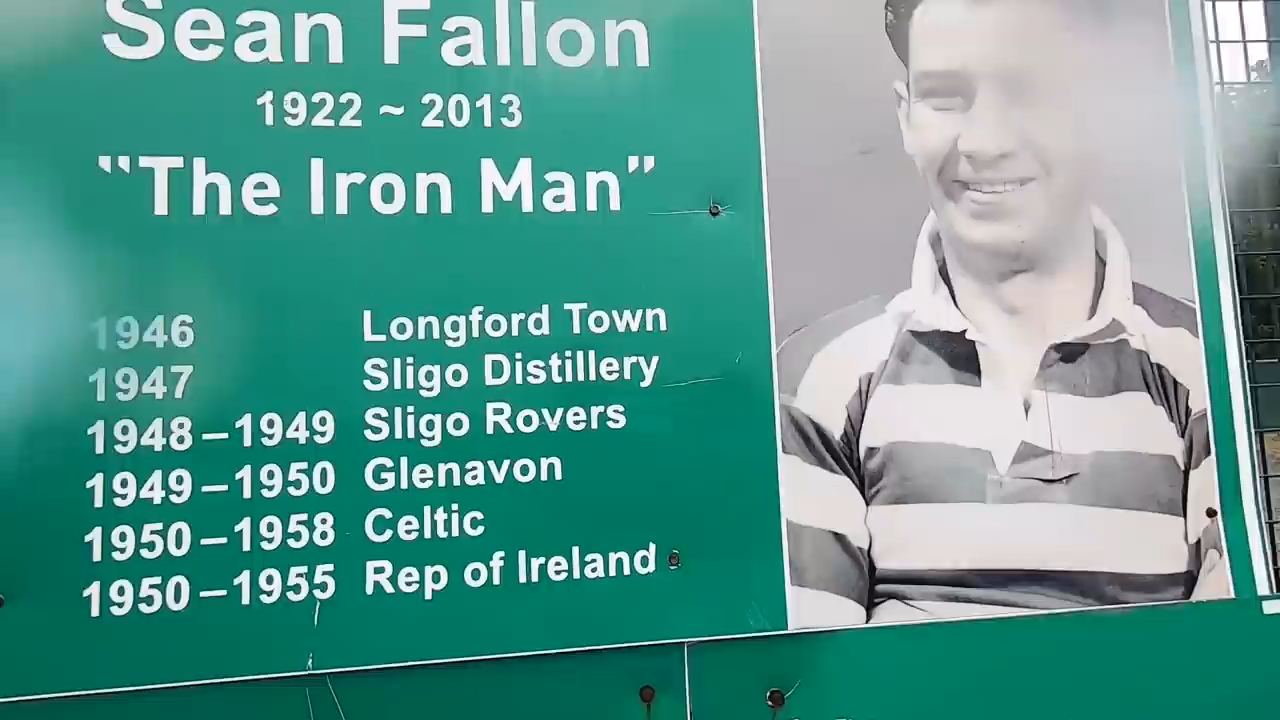 Sean Fallon
1922 ~ 2013
"The Iron Man"
1946 Longford Town
1947 Sligo Distillery
1948–1949 Sligo Rovers
1949–1950 Glenavon
1950–1958 Celtic
1950–1955 Rep of Ireland